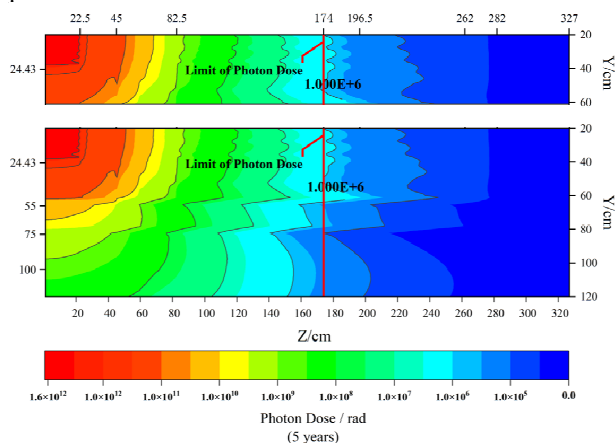 22.5 45 82.5 174 196.5 262 282 327
20
24.43
Limit of Photon Dose
40
Y/cm
1.000E+6
60
20
24.43
Limit of Photon Dose
40
1.000E+6
55
60
75
80
Y/cm
100
100
120
20 40 60 80 100 120 140 160 180 200 220 240 260 280 300 320
Z/cm
1.6×10¹² 1.0×10¹² 1.0×10¹¹ 1.0×10¹⁰ 1.0×10⁹ 1.0×10⁸ 1.0×10⁷ 1.0×10⁶ 1.0×10⁵ 0.0
Photon Dose / rad
(5 years)